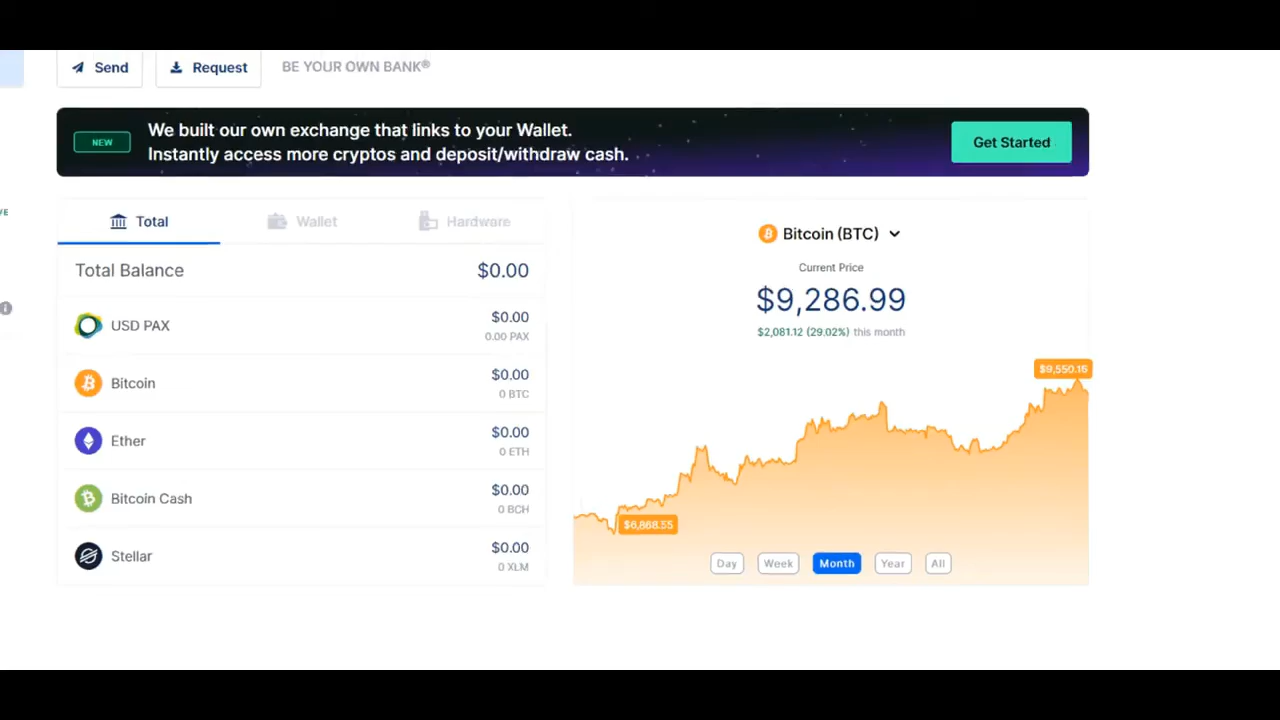 Send
Request
BE YOUR OWN BANK®
NEW
We built our own exchange that links to your Wallet.
Instantly access more cryptos and deposit/withdraw cash.
Get Started
VE
Total
Wallet
Hardware
Total Balance
$0.00
USD PAX
$0.00
0.00 PAX
Bitcoin
$0.00
0 BTC
Ether
$0.00
0 ETH
Bitcoin Cash
$0.00
0 BCH
Stellar
$0.00
0 XLM
Bitcoin (BTC)
Current Price
$9,286.99
$2,081.12 (29.02%) this month
$9,550.16
$6,868.55
Day
Week
Month
Year
All